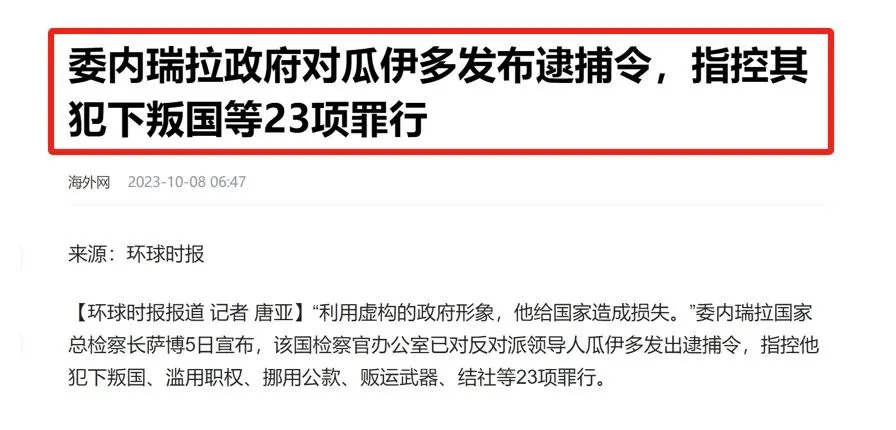 委内瑞拉政府对瓜伊多发布逮捕令，指控其
犯下叛国等23项罪行
海外网 2023-10-08 06:47
来源：环球时报
【环球时报报道 记者 唐亚】“利用虚构的政府形象，他给国家造成损失。”委内瑞拉国家
总检察长萨博5日宣布，该国检察官办公室已对反对派领导人瓜伊多发出逮捕令，指控他
犯下叛国、滥用职权、挪用公款、贩运武器、结社等23项罪行。